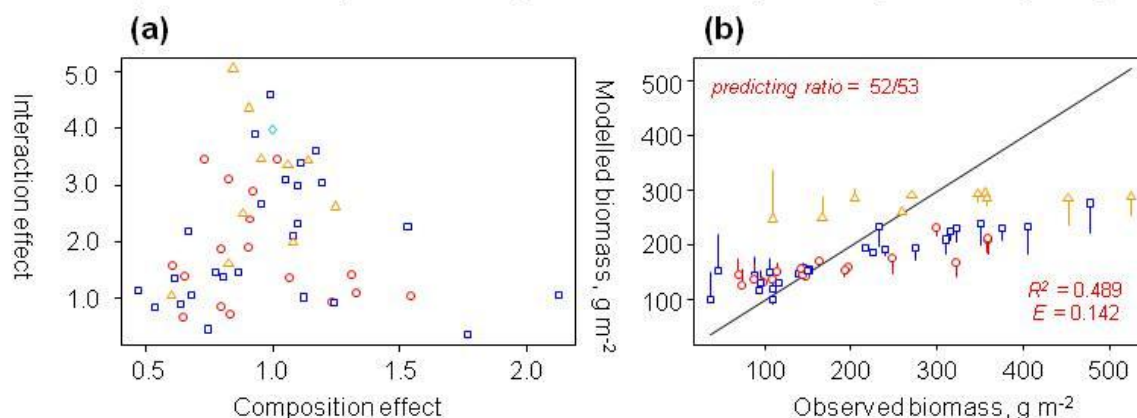 (a)
5.0
4.0
3.0
2.0
1.0
Interaction effect
0.5 1.0 1.5 2.0
Composition effect
(b)
500
400
300
200
100
Modelled biomass, g m-2
predicting ratio = 52/53
R² = 0.489
E = 0.142
100 200 300 400 500
Observed biomass, g m-2